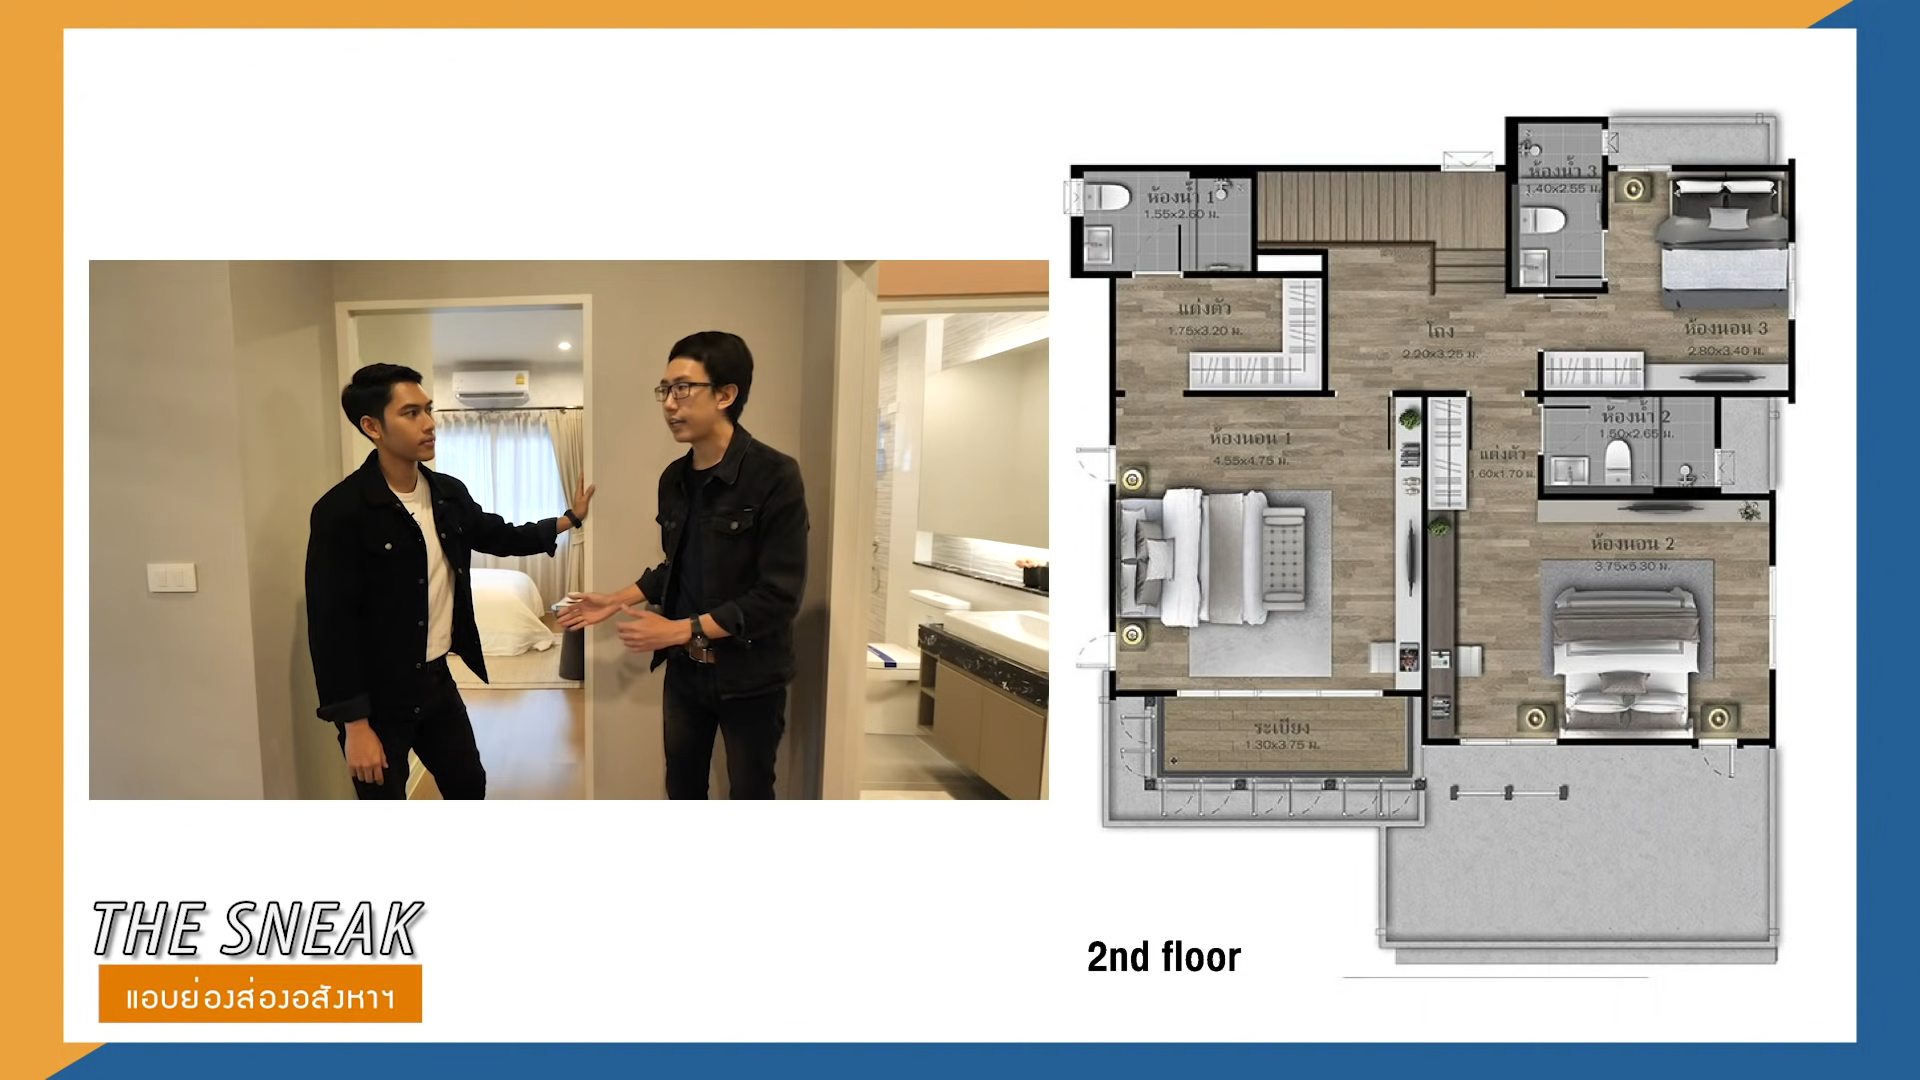 ห้องน้ำ 3
1.40x2.55 ม.
ห้องน้ำ 1
1.55x2.60 ม.
แต่งตัว
1.75x3.20 ม.
โถง
2.20x3.25 ม.
ห้องนอน 3
2.80x3.40 ม.
ห้องน้ำ 2
1.50x2.65 ม.
ห้องนอน 1
4.55x4.75 ม.
แต่งตัว
1.60x1.70 ม.
ห้องนอน 2
3.75x5.30 ม.
ระเบียง
1.30x3.75 ม.
THE SNEAK
แอบย่องส่องอสังหาฯ
2nd floor